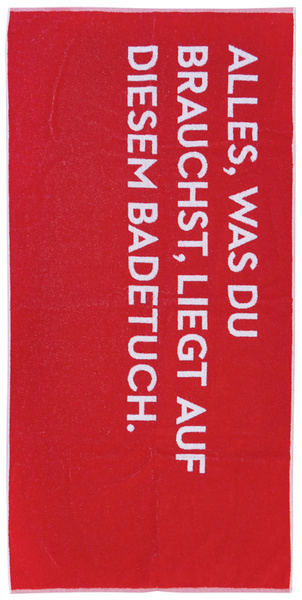 ALLES, WAS DU
BRAUCHST, LIEGT AUF
DIESEM BADETUCH.